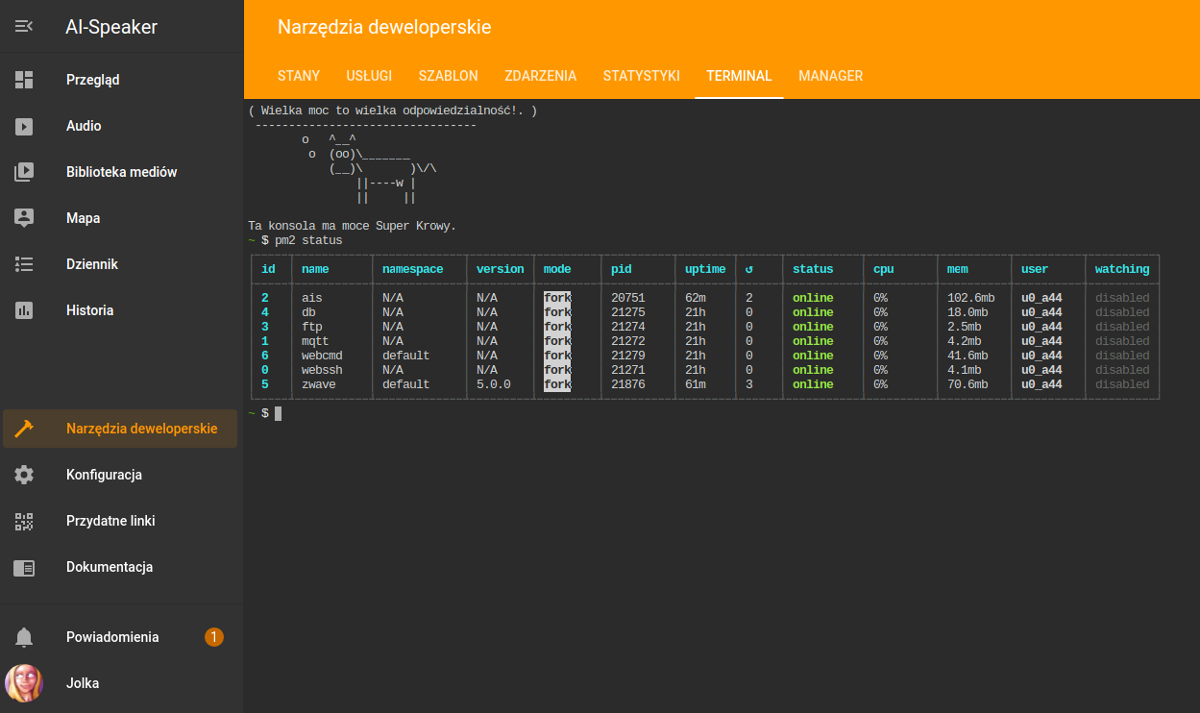 AI-Speaker
Przegląd
Audio
Biblioteka mediów
Mapa
Dziennik
Historia
Narzędzia deweloperskie
Konfiguracja
Przydatne linki
Dokumentacja
Powiadomienia 1
Jolka
Narzędzia deweloperskie
STANY USŁUGI SZABLON ZDARZENIA STATYSTYKI TERMINAL MANAGER
( Wielka moc to wielka odpowiedzialność!. )
---------------------------------
o ^__^
o (oo)\_______
(__)\ )\/\
||----w |
|| ||
Ta konsola ma moce Super Krowy.
~ $ pm2 status
id name namespace version mode pid uptime ↺ status cpu mem user watching
2 ais N/A N/A fork 20751 62m 2 online 0% 102.6mb u0_a44 disabled
4 db N/A N/A fork 21275 21h 0 online 0% 18.0mb u0_a44 disabled
3 ftp N/A N/A fork 21274 21h 0 online 0% 2.5mb u0_a44 disabled
1 mqtt N/A N/A fork 21272 21h 0 online 0% 4.2mb u0_a44 disabled
6 webcmd default N/A fork 21279 21h 0 online 0% 41.6mb u0_a44 disabled
0 webssh N/A N/A fork 21271 21h 0 online 0% 4.1mb u0_a44 disabled
5 zwave default 5.0.0 fork 21876 61m 3 online 0% 70.6mb u0_a44 disabled
~ $